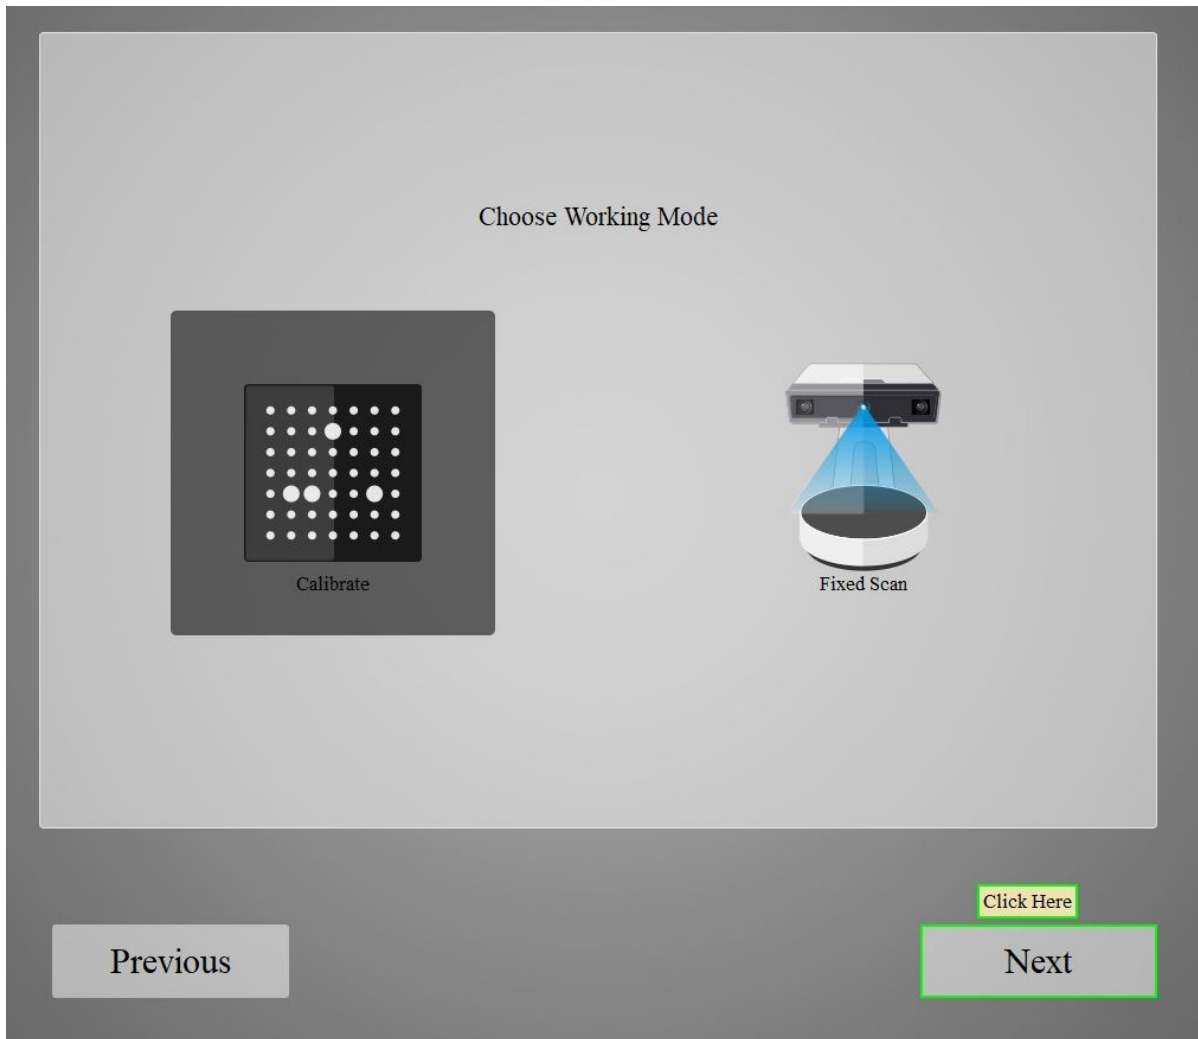 Choose Working Mode
Calibrate
Fixed Scan
Click Here
Previous
Next